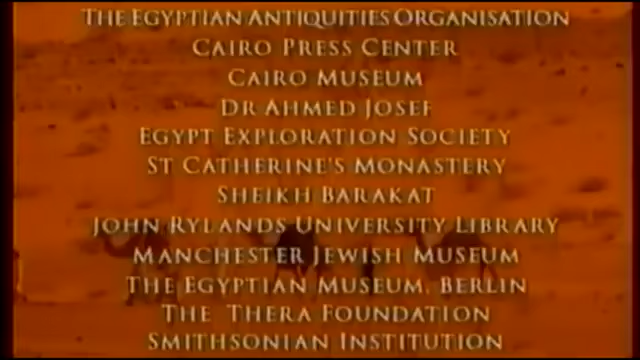 THE EGYPTIAN ANTIQUITIES ORGANISATION
CAIRO PRESS CENTER
CAIRO MUSEUM
DR AHMED JOSEF
EGYPT EXPLORATION SOCIETY
ST CATHERINE'S MONASTERY
SHEIKH BARAKAT
JOHN RYLANDS UNIVERSITY LIBRARY
MANCHESTER JEWISH MUSEUM
THE EGYPTIAN MUSEUM, BERLIN
THE THERA FOUNDATION
SMITHSONIAN INSTITUTION